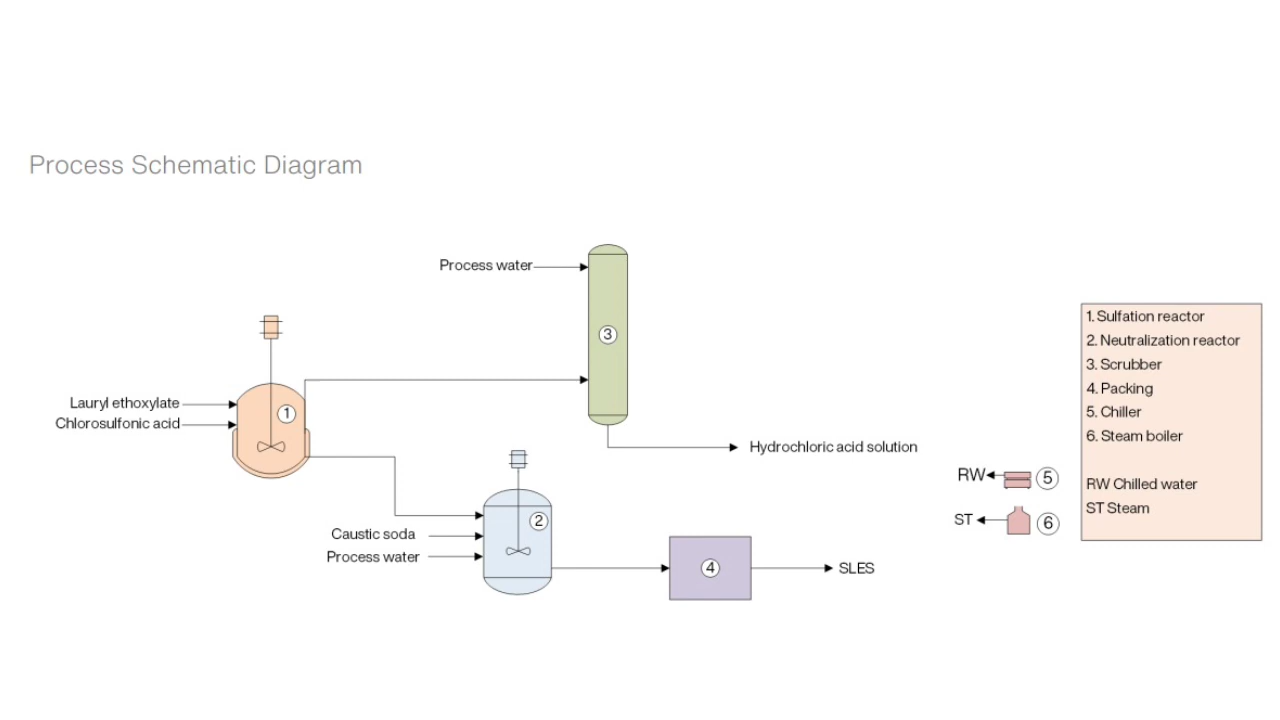 Process Schematic Diagram
Process water
3
1
Lauryl ethoxylate
Chlorosulfonic acid
Hydrochloric acid solution
2
Caustic soda
Process water
4
SLES
RW
5
ST
6
1. Sulfation reactor
2. Neutralization reactor
3. Scrubber
4. Packing
5. Chiller
6. Steam boiler
RW Chilled water
ST Steam